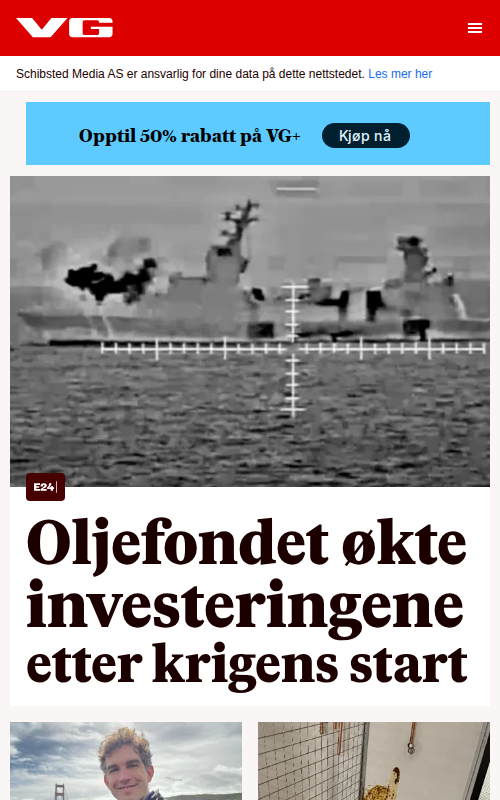 VG
Schibsted Media AS er ansvarlig for dine data på dette nettstedet. Les mer her
Opptil 50% rabatt på VG+ Kjøp nå
E24
Oljefondet økte
investeringene
etter krigens start